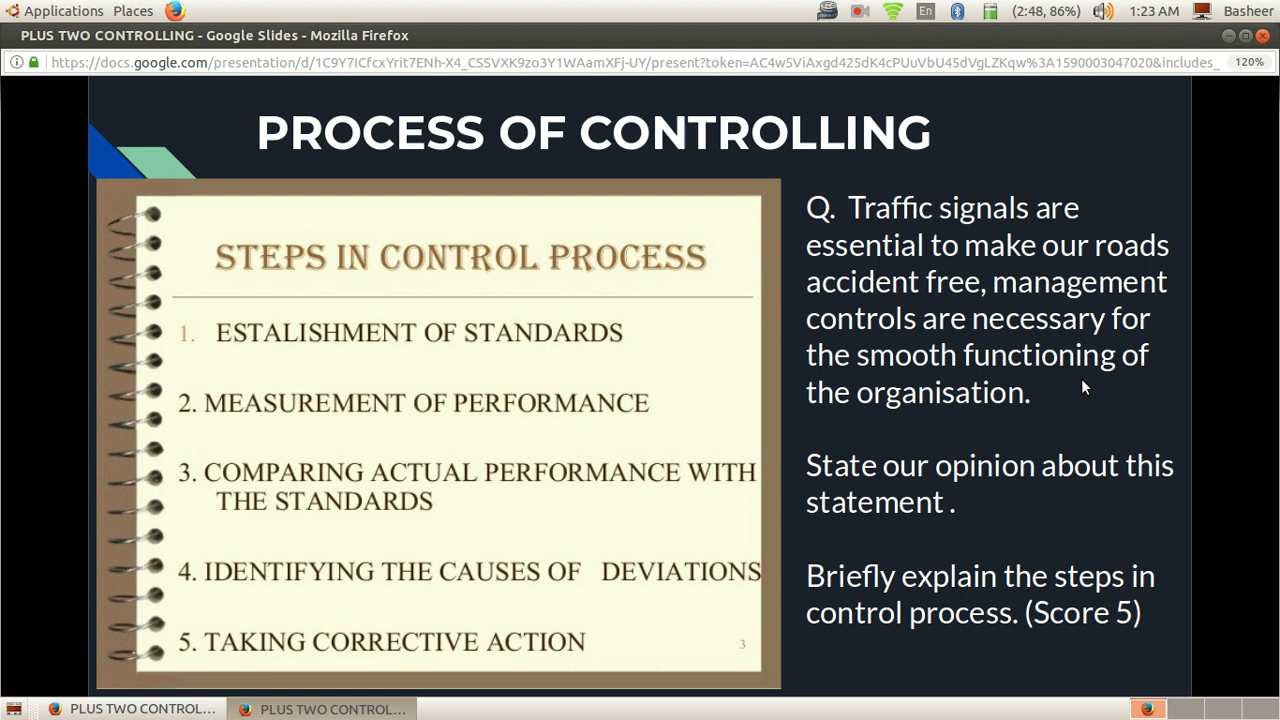 Applications Places
En
(2:48, 86%)
1:23 AM
Basheer
PLUS TWO CONTROLLING - Google Slides - Mozilla Firefox
https://docs.google.com/presentation/d/1C9Y7ICfcxYrit7ENh-X4_CSSVXK9zo3Y1WAamXFj-UY/present?token=AC4w5ViAxgd425dK4cPUuVbU45dVgLZKqw%3A1590003047020&includes_
120%
PROCESS OF CONTROLLING
STEPS IN CONTROL PROCESS
1. ESTALISHMENT OF STANDARDS
2. MEASUREMENT OF PERFORMANCE
3. COMPARING ACTUAL PERFORMANCE WITH
THE STANDARDS
4. IDENTIFYING THE CAUSES OF DEVIATIONS
5. TAKING CORRECTIVE ACTION
3
Q. Traffic signals are
essential to make our roads
accident free, management
controls are necessary for
the smooth functioning of
the organisation.
State our opinion about this
statement .
Briefly explain the steps in
control process. (Score 5)
PLUS TWO CONTROL...
PLUS TWO CONTROL...